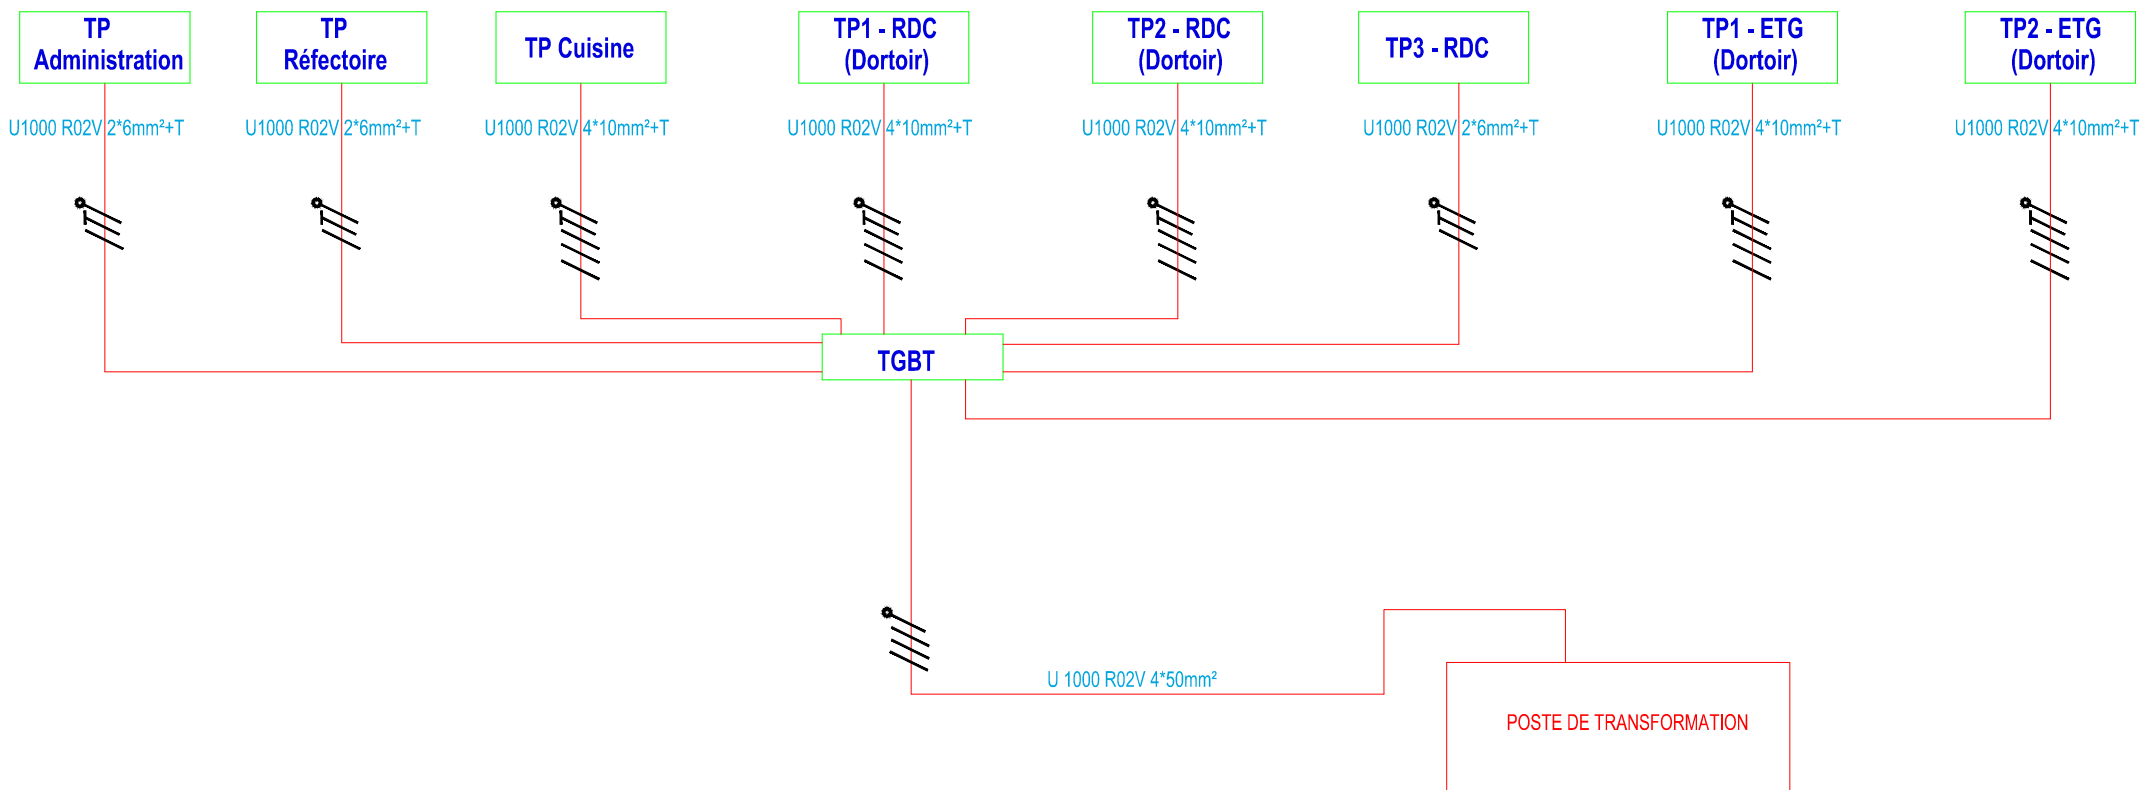 TP
Administration
TP
Réfectoire
TP Cuisine
TP1 - RDC
(Dortoir)
TP2 - RDC
(Dortoir)
TP3 - RDC
TP1 - ETG
(Dortoir)
TP2 - ETG
(Dortoir)
U1000 R02V 2*6mm²+T
U1000 R02V 2*6mm²+T
U1000 R02V 4*10mm²+T
U1000 R02V 4*10mm²+T
U1000 R02V 4*10mm²+T
U1000 R02V 2*6mm²+T
U1000 R02V 4*10mm²+T
U1000 R02V 4*10mm²+T
TGBT
U 1000 R02V 4*50mm²
POSTE DE TRANSFORMATION